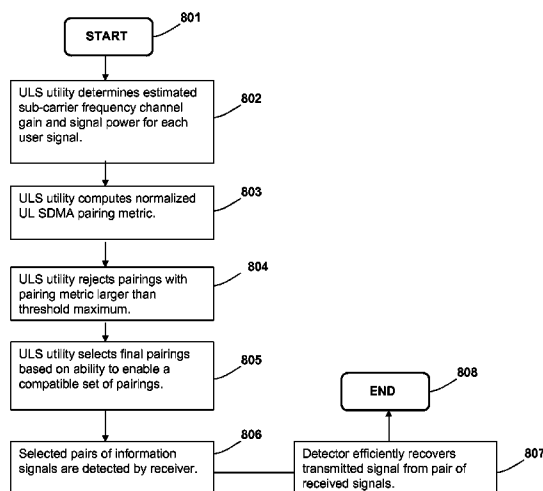 801
START
ULS utility determines estimated
sub-carrier frequency channel
gain and signal power for each
user signal.
802
ULS utility computes normalized
UL SDMA pairing metric.
803
ULS utility rejects pairings with
pairing metric larger than
threshold maximum.
804
ULS utility selects final pairings
based on ability to enable a
compatible set of pairings.
805
Selected pairs of information
signals are detected by receiver.
806
Detector efficiently recovers
transmitted signal from pair of
received signals.
807
END
808